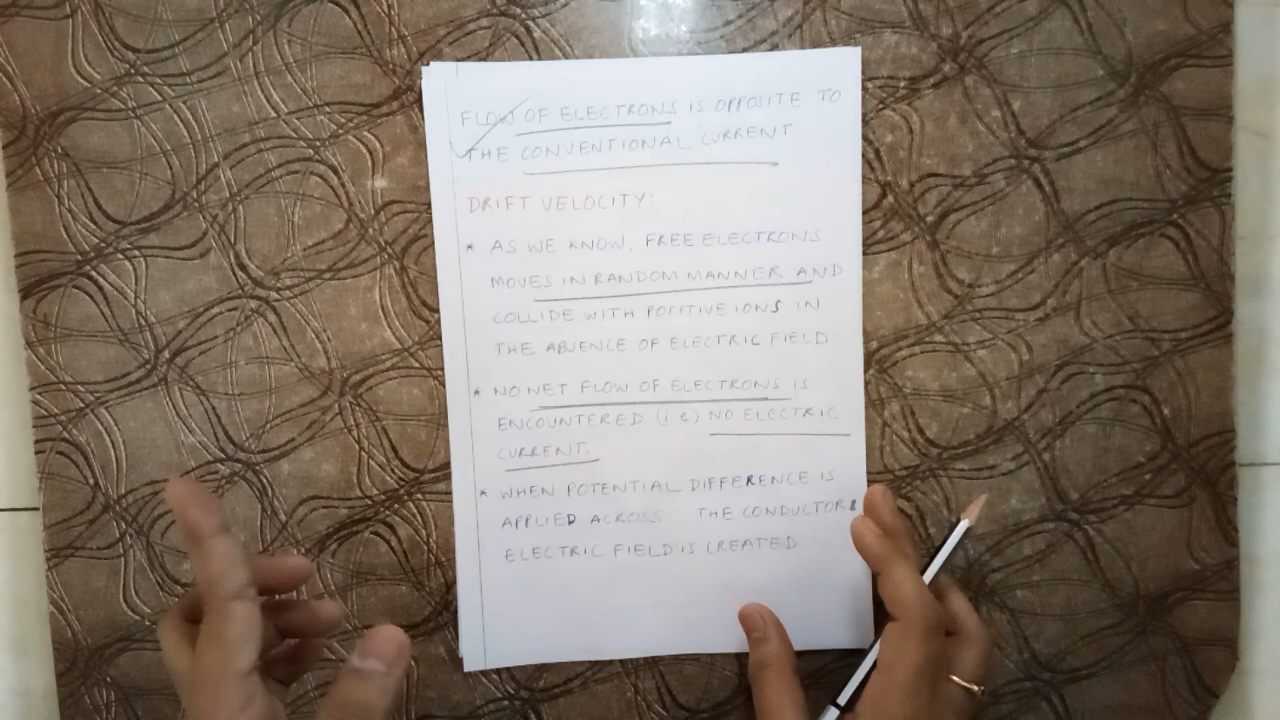 FLOW OF ELECTRONS IS OPPOSITE TO
THE CONVENTIONAL CURRENT.
DRIFT VELOCITY:
* AS WE KNOW, FREE ELECTRONS
MOVES IN RANDOM MANNER AND
COLLIDE WITH POSITIVE IONS IN
THE ABSENCE OF ELECTRIC FIELD
* NO NET FLOW OF ELECTRONS IS
ENCOUNTERED (i e) NO ELECTRIC
CURRENT.
* WHEN POTENTIAL DIFFERENCE IS
APPLIED ACROSS THE CONDUCTOR
ELECTRIC FIELD IS CREATED